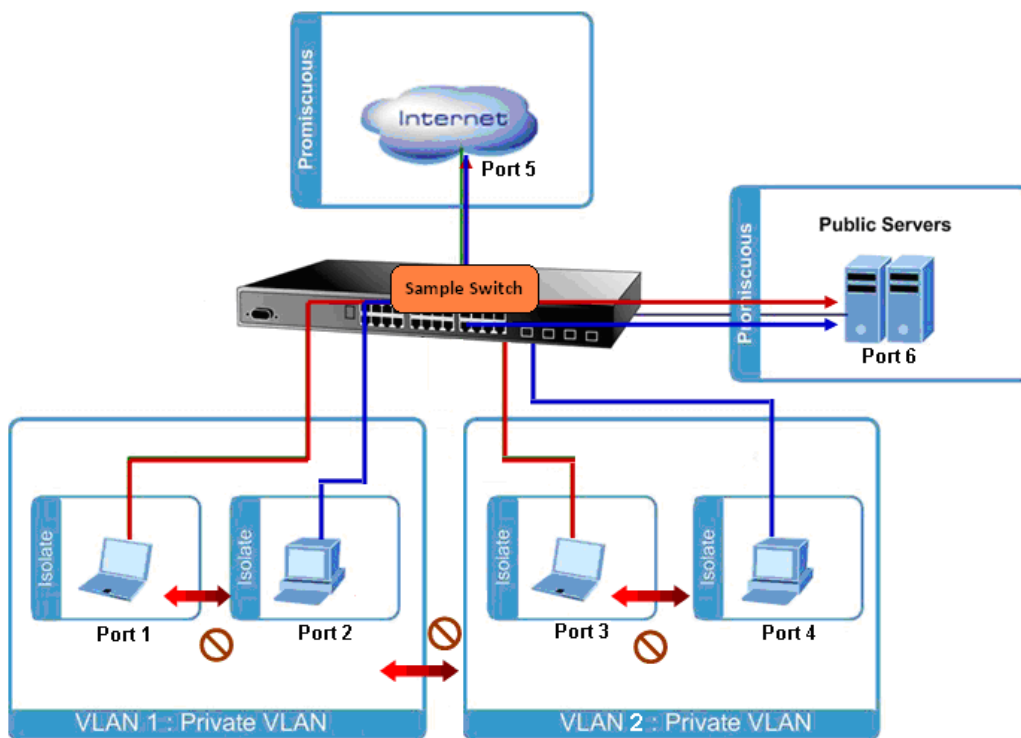 Promiscuous
Internet
Port 5
Sample Switch
Promiscuous
Public Servers
Port 6
Isolate
Port 1
Isolate
Port 2
Isolate
Port 3
Isolate
Port 4
VLAN 1 : Private VLAN
VLAN 2 : Private VLAN